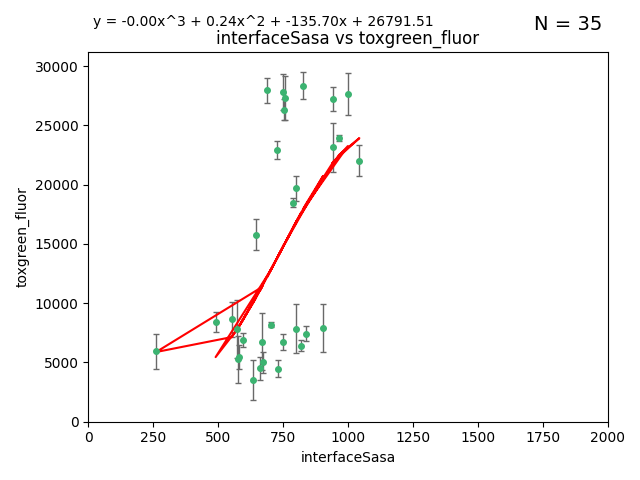 y = -0.00x^3 + 0.24x^2 + -135.70x + 26791.51
N = 35
interfaceSasa vs toxgreen_fluor
30000
25000
20000
15000
10000
5000
0
toxgreen_fluor
0 250 500 750 1000 1250 1500 1750 2000
interfaceSasa